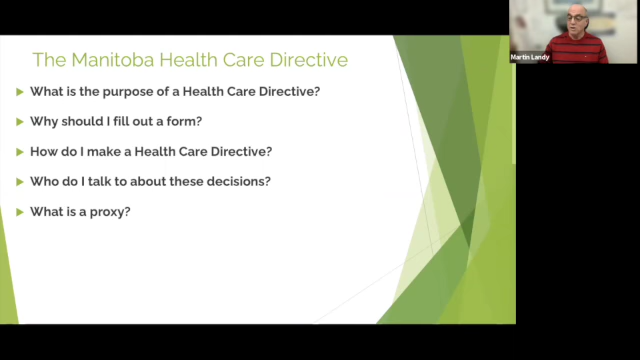 The Manitoba Health Care Directive
What is the purpose of a Health Care Directive?
Why should I fill out a form?
How do I make a Health Care Directive?
Who do I talk to about these decisions?
What is a proxy?
Martin Landy